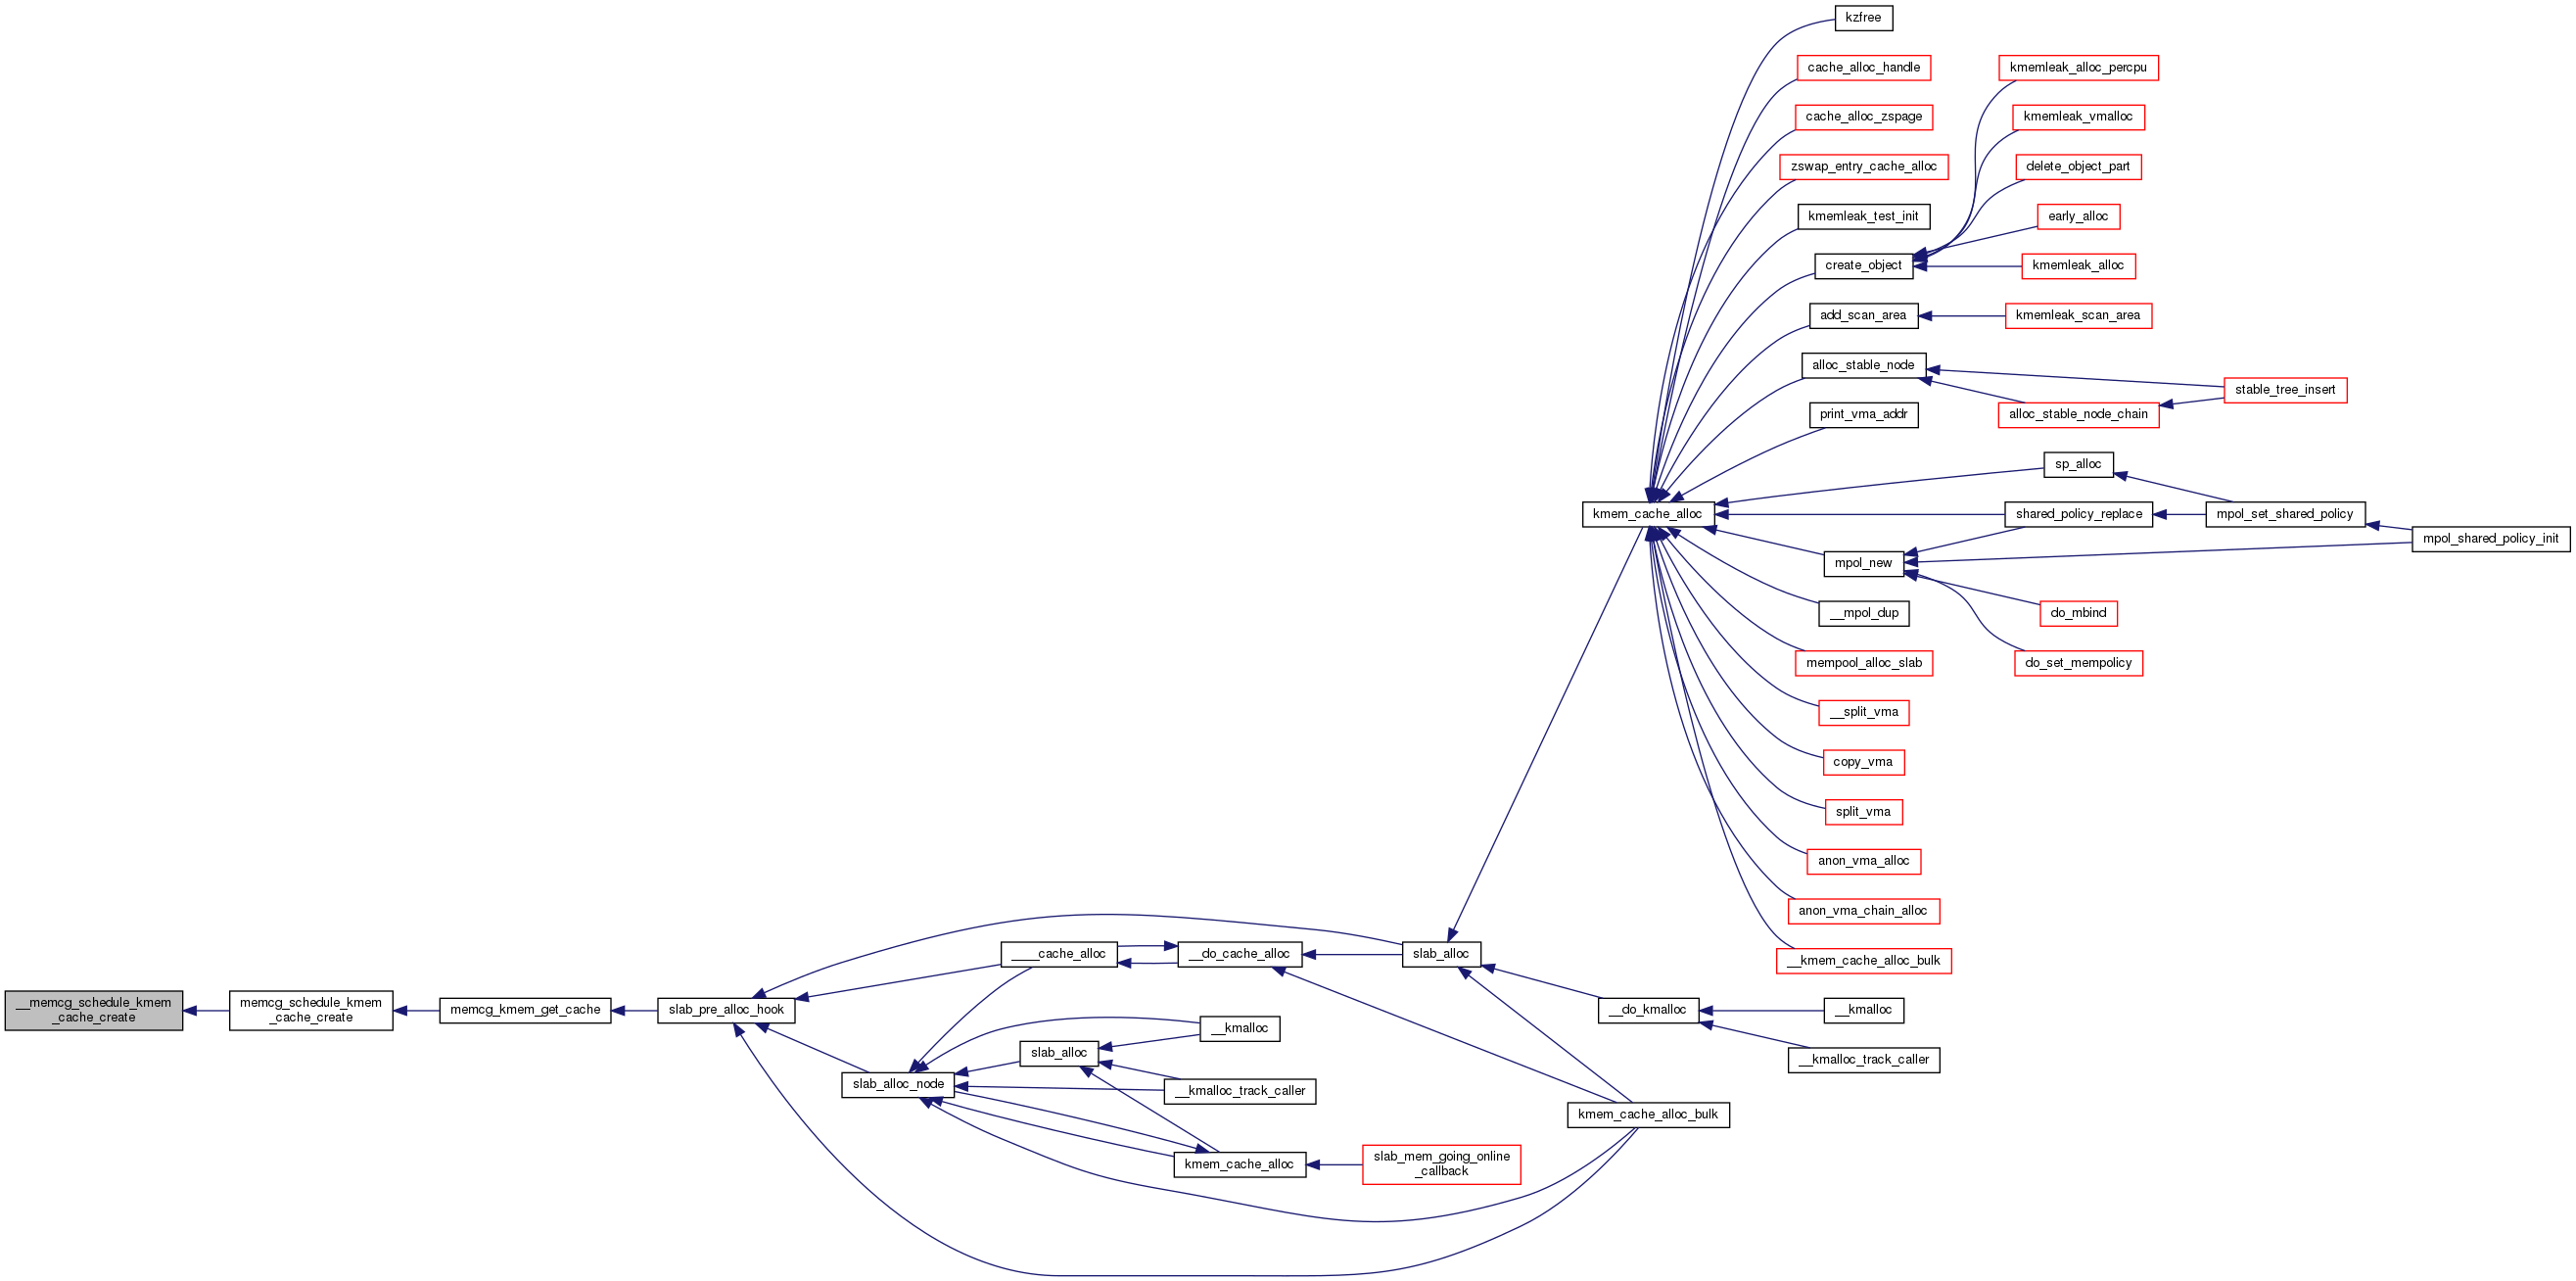 kzfree
cache_alloc_handle
kmemleak_alloc_percpu
cache_alloc_zspage
kmemleak_vmalloc
zswap_entry_cache_alloc
delete_object_part
kmemleak_test_init
early_alloc
create_object
kmemleak_alloc
add_scan_area
kmemleak_scan_area
alloc_stable_node
stable_tree_insert
print_vma_addr
alloc_stable_node_chain
sp_alloc
kmem_cache_alloc
shared_policy_replace
mpol_set_shared_policy
mpol_shared_policy_init
mpol_new
__mpol_dup
do_mbind
mempool_alloc_slab
do_set_mempolicy
__split_vma
copy_vma
split_vma
anon_vma_alloc
anon_vma_chain_alloc
__kmem_cache_alloc_bulk
____cache_alloc
__do_cache_alloc
slab_alloc
__memcg_schedule_kmem
_cache_create
memcg_schedule_kmem
_cache_create
memcg_kmem_get_cache
slab_pre_alloc_hook
__do_kmalloc
__kmalloc
__kmalloc
slab_alloc
__kmalloc_track_caller
slab_alloc_node
__kmalloc_track_caller
kmem_cache_alloc_bulk
kmem_cache_alloc
slab_mem_going_online
_callback